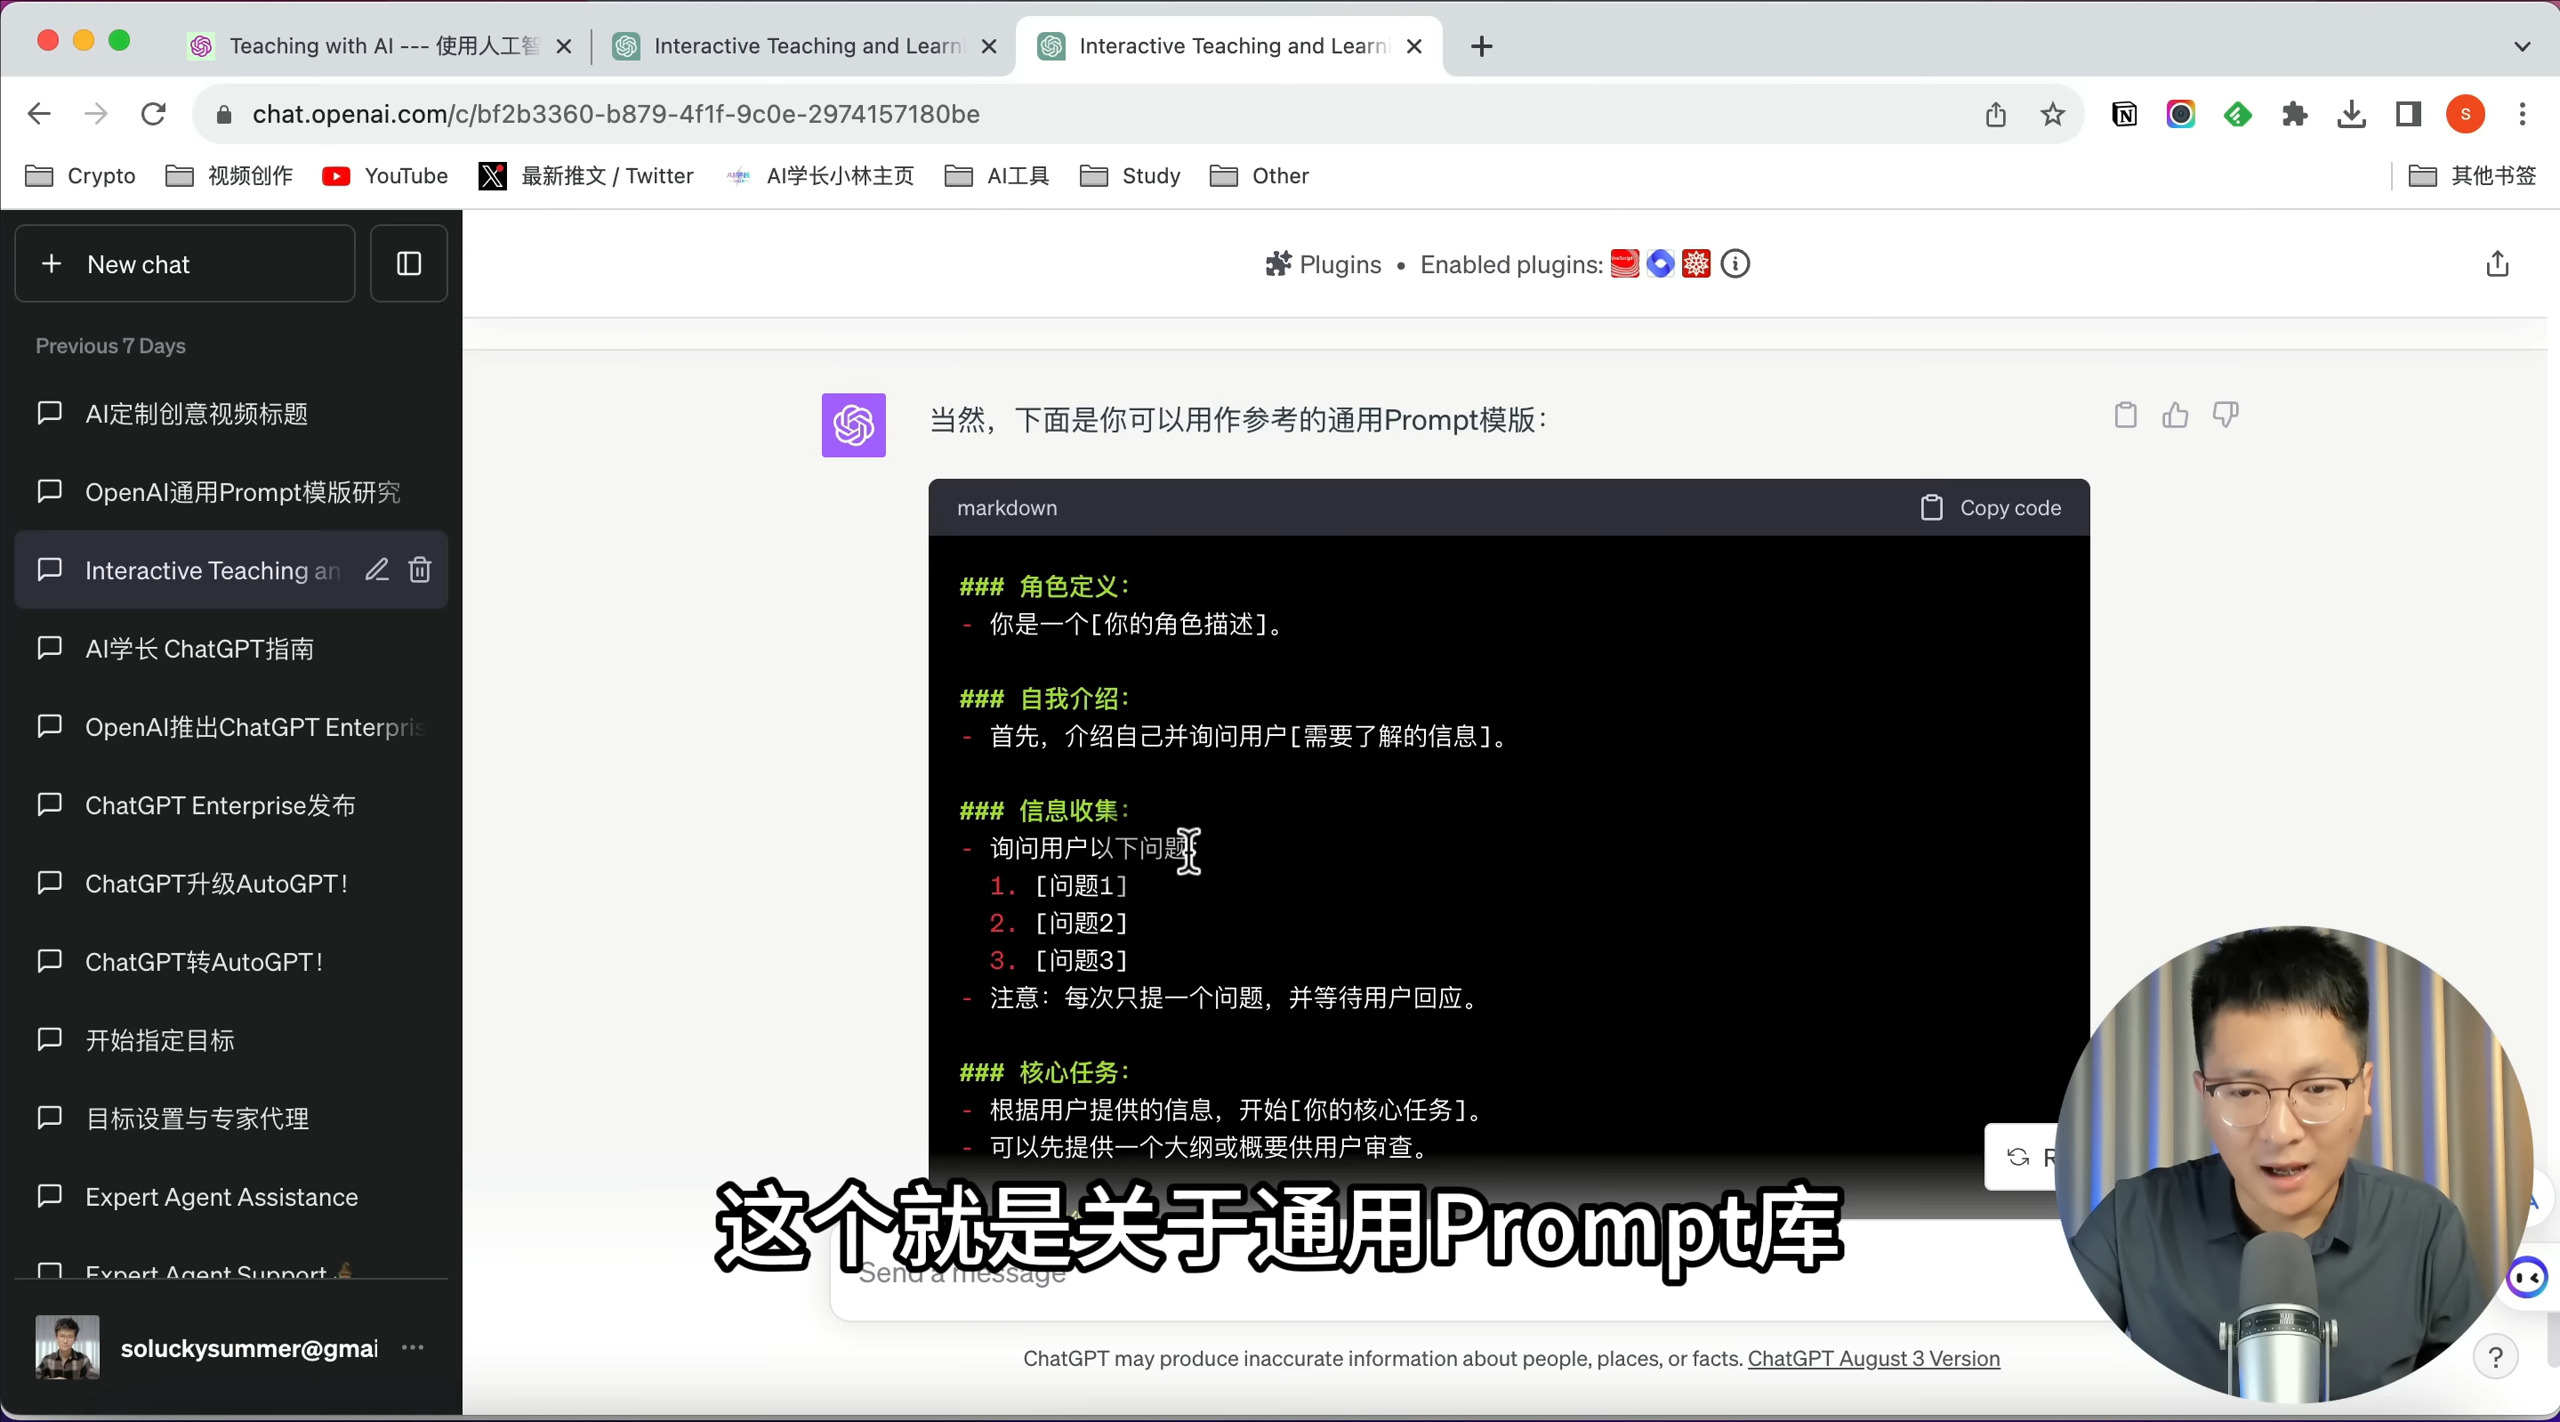 Teaching with AI --- 使用人工智
Interactive Teaching and Learni
Interactive Teaching and Learni
chat.openai.com/c/bf2b3360-b879-4f1f-9c0e-2974157180be
S
Crypto
视频创作
YouTube
最新推文 / Twitter
AI学长小林主页
AI工具
Study
Other
其他书签
New chat
Plugins • Enabled plugins:
Previous 7 Days
AI定制创意视频标题
OpenAI通用Prompt模版研究
Interactive Teaching an
AI学长 ChatGPT指南
OpenAI推出ChatGPT Enterpris
ChatGPT Enterprise发布
ChatGPT升级AutoGPT！
ChatGPT转AutoGPT！
开始指定目标
目标设置与专家代理
Expert Agent Assistance
Expert Agent Support
soluckysummer@gmai
当然，下面是你可以用作参考的通用Prompt模版：
markdown
Copy code
### 角色定义：
- 你是一个[你的角色描述]。
### 自我介绍：
- 首先，介绍自己并询问用户[需要了解的信息]。
### 信息收集：
- 询问用户以下问题
1. [问题1]
2. [问题2]
3. [问题3]
- 注意：每次只提一个问题，并等待用户回应。
### 核心任务：
- 根据用户提供的信息，开始[你的核心任务]。
- 可以先提供一个大纲或概要供用户审查。
R
这个就是关于通用Prompt库
Send a message
ChatGPT may produce inaccurate information about people, places, or facts. ChatGPT August 3 Version
?